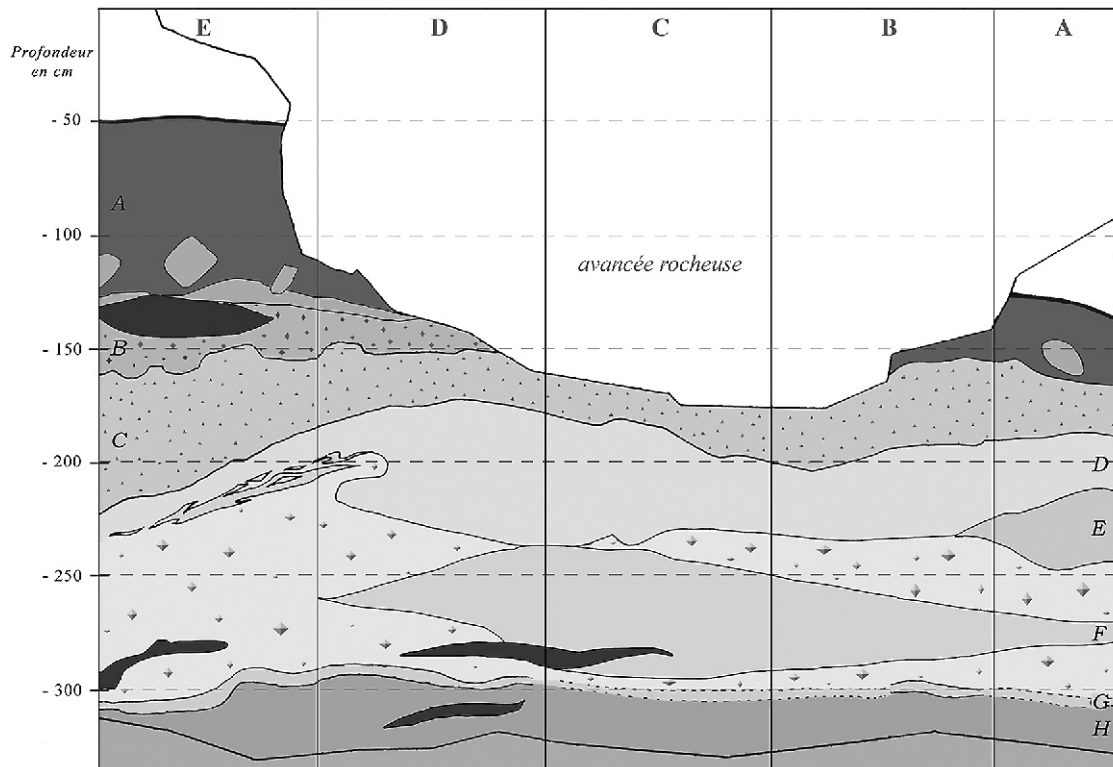 E D C B A
Profondeur
en cm
- 50
A
- 100
avancée rocheuse
- 150
B
C
- 200
D
E
- 250
F
- 300
G
H